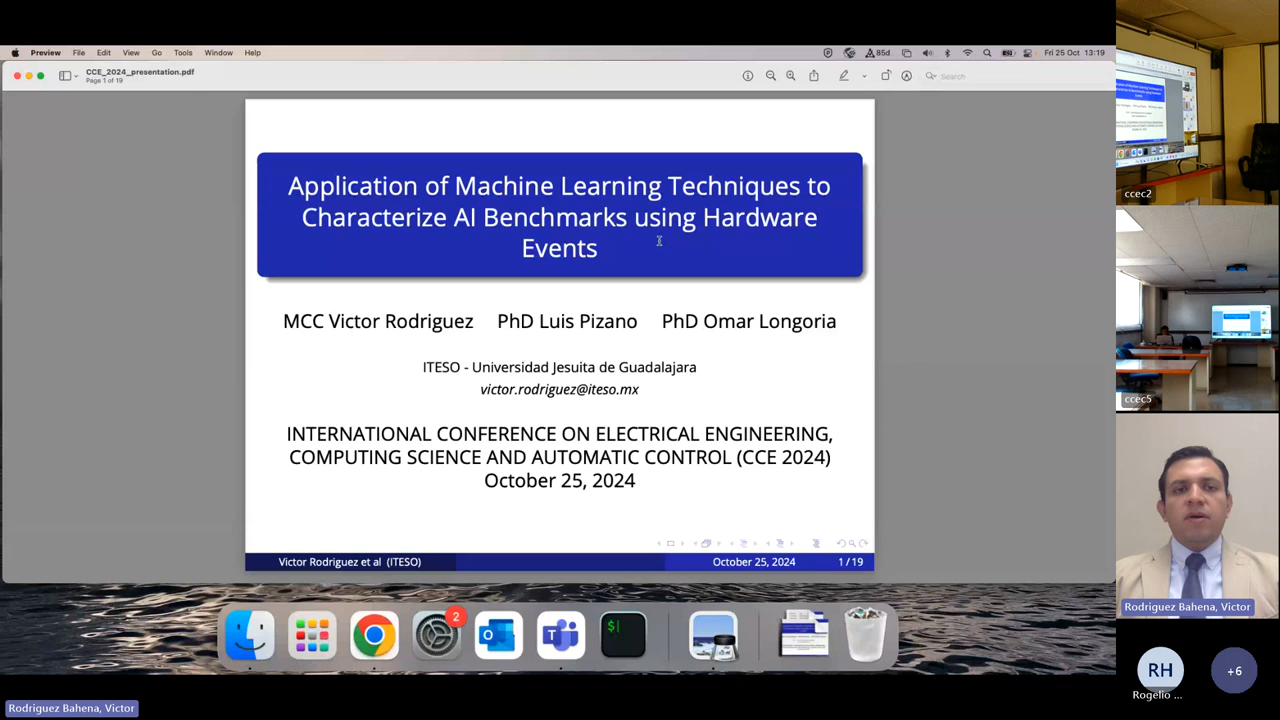 Preview File Edit View Go Tools Window Help
85d
Fri 25 Oct 13:19
CCE_2024_presentation.pdf
Page 1 of 19
Search
Application of Machine Learning Techniques to
Characterize AI Benchmarks using Hardware
Events
MCC Victor Rodriguez PhD Luis Pizano PhD Omar Longoria
ITESO - Universidad Jesuita de Guadalajara
victor.rodriguez@iteso.mx
INTERNATIONAL CONFERENCE ON ELECTRICAL ENGINEERING,
COMPUTING SCIENCE AND AUTOMATIC CONTROL (CCE 2024)
October 25, 2024
Victor Rodriguez et al (ITESO) October 25, 2024 1 / 19
2
$
Rodriguez Bahena, Victor
ccec2
ccec5
Rodriguez Bahena, Victor
RH
Rogelio ...
+6